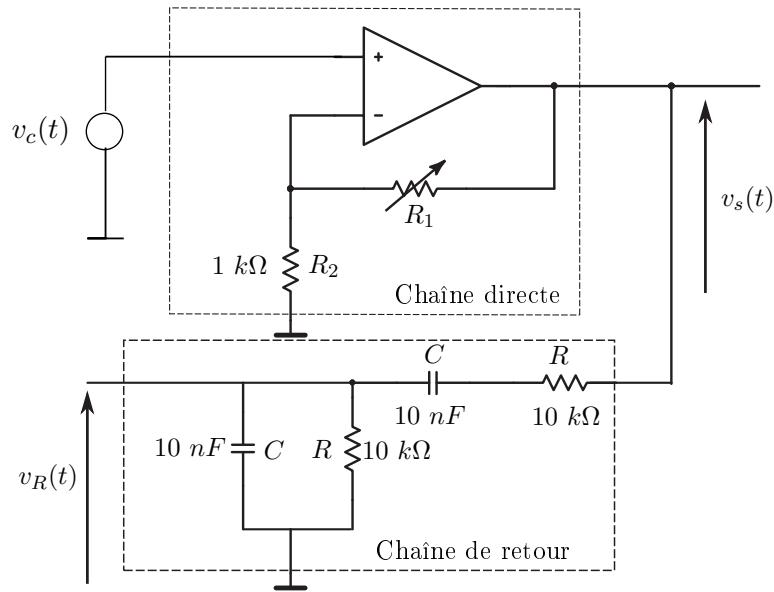 +
v_c(t)
−
R_1
v_s(t)
1 kΩ R_2
Chaîne directe
C
R
10 nF
10 kΩ
10 nF C
R 10 kΩ
v_R(t)
Chaîne de retour